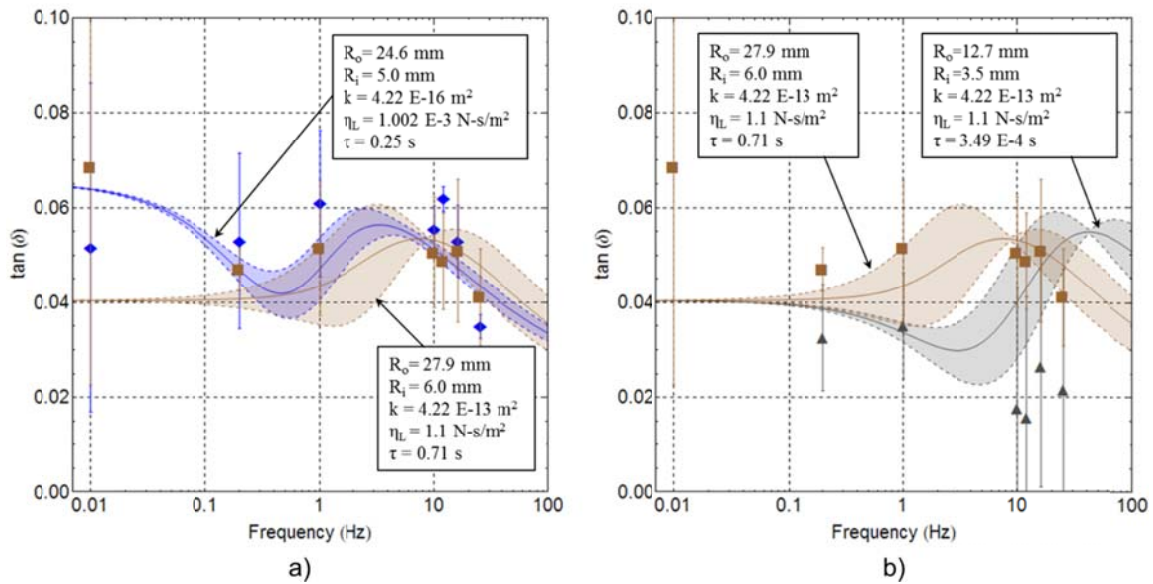 0.10
0.08
0.06
0.04
0.02
0.00
tan (δ)
Rₒ= 24.6 mm
Rᵢ = 5.0 mm
k = 4.22 E-16 m²
η_L = 1.002 E-3 N-s/m²
τ = 0.25 s
Rₒ= 27.9 mm
Rᵢ = 6.0 mm
k = 4.22 E-13 m²
η_L = 1.1 N-s/m²
τ = 0.71 s
0.01 0.1 1 10 100
Frequency (Hz)
a)
0.10
0.08
0.06
0.04
0.02
0.00
tan (δ)
Rₒ= 27.9 mm
Rᵢ = 6.0 mm
k = 4.22 E-13 m²
η_L = 1.1 N-s/m²
τ = 0.71 s
Rₒ=12.7 mm
Rᵢ = 3.5 mm
k = 4.22 E-13 m²
η_L = 1.1 N-s/m²
τ = 3.49 E-4 s
0.01 0.1 1 10 100
Frequency (Hz)
b)